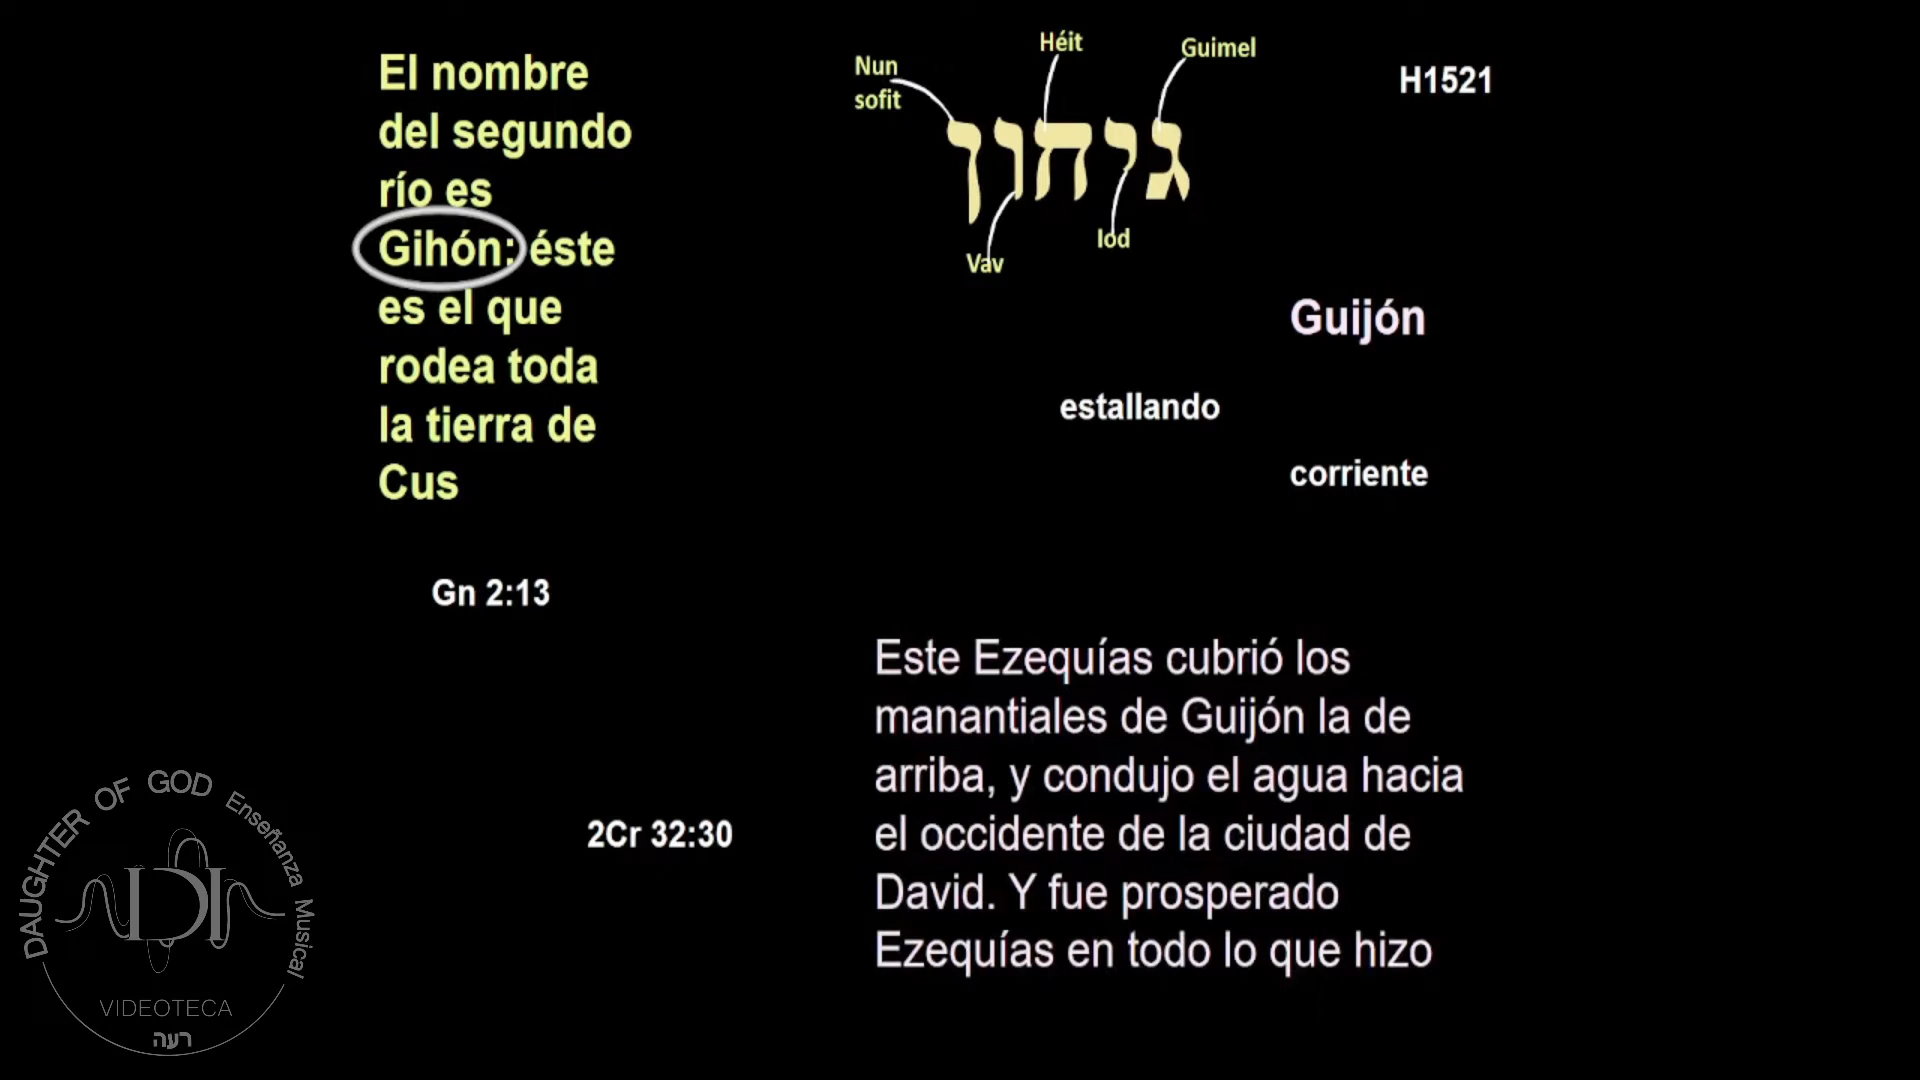 El nombre
del segundo
río es
Gihón: éste
es el que
rodea toda
la tierra de
Cus
Gn 2:13
Nun
sofit
Héit
Guimel
H1521
גיחון
Vav
Iod
Guijón
estallando
corriente
2Cr 32:30
Este Ezequías cubrió los
manantiales de Guijón la de
arriba, y condujo el agua hacia
el occidente de la ciudad de
David. Y fue prosperado
Ezequías en todo lo que hizo
DAUGHTER OF GOD Enseñanza Musical
VIDEOTECA
רעה